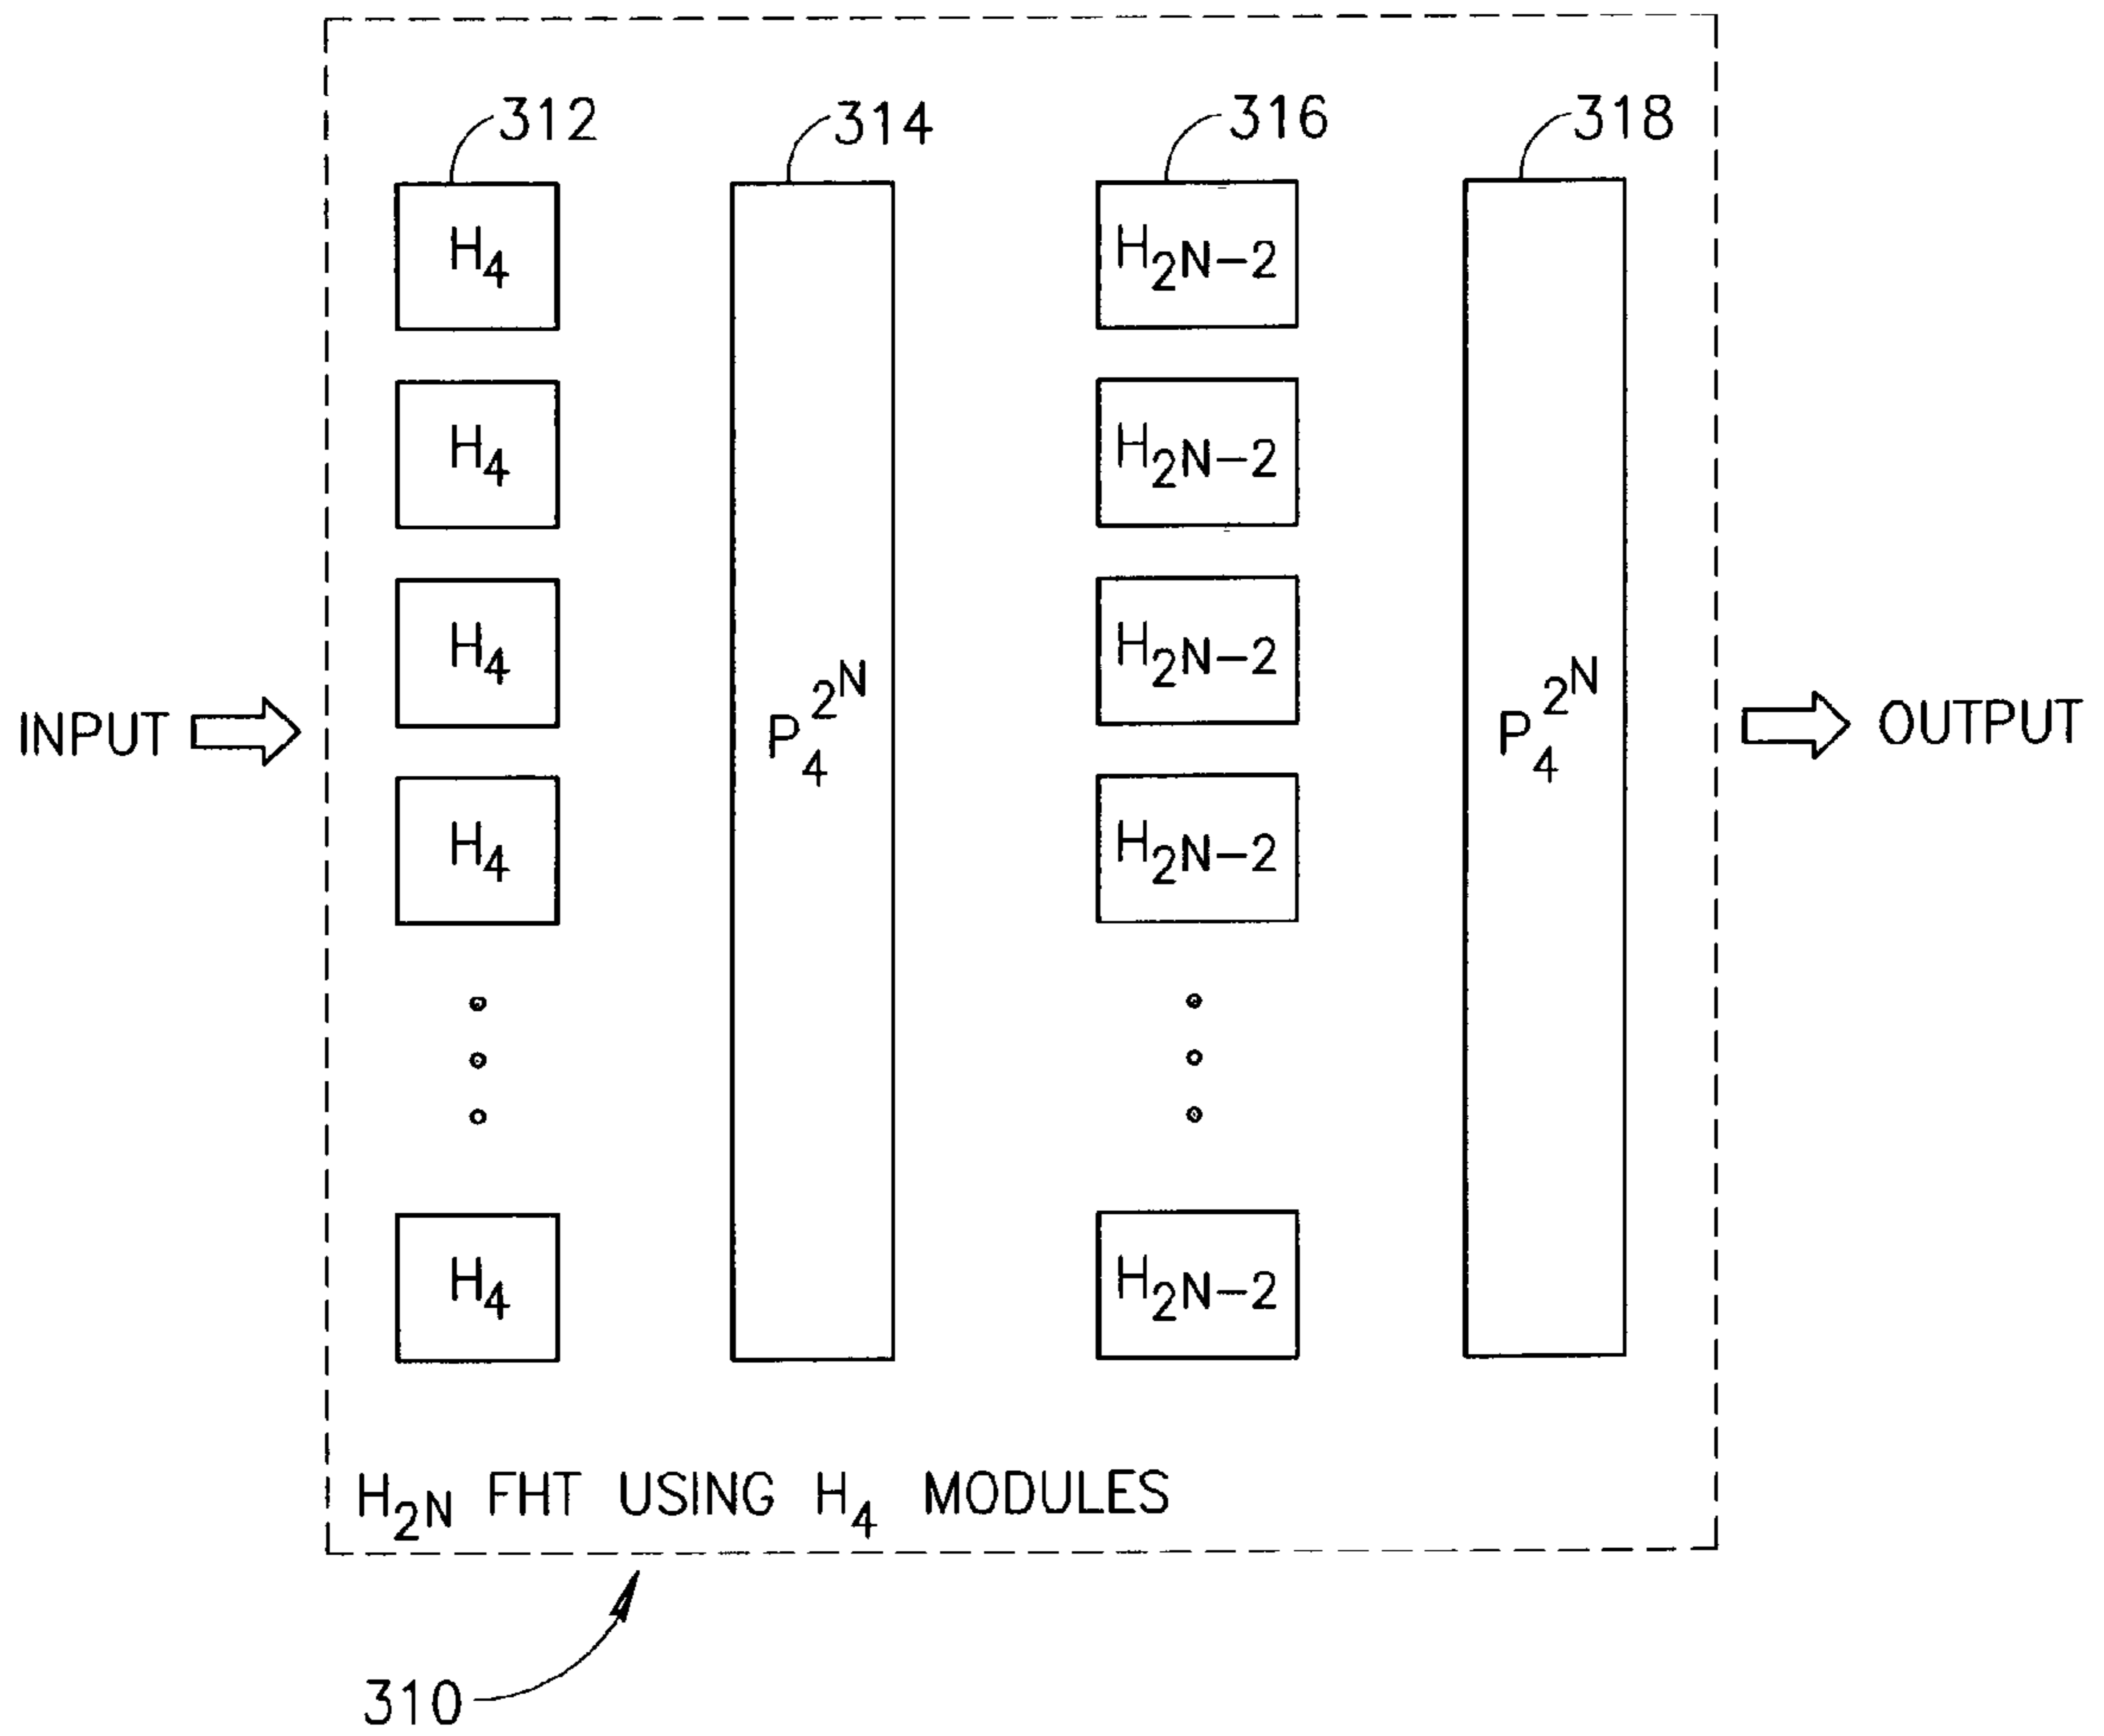 312
314
316
318
H4
H2N-2
H4
H2N-2
H4
H2N-2
INPUT
P4 2N
P4 2N
OUTPUT
H4
H2N-2
H4
H2N-2
H2N FHT USING H4 MODULES
310